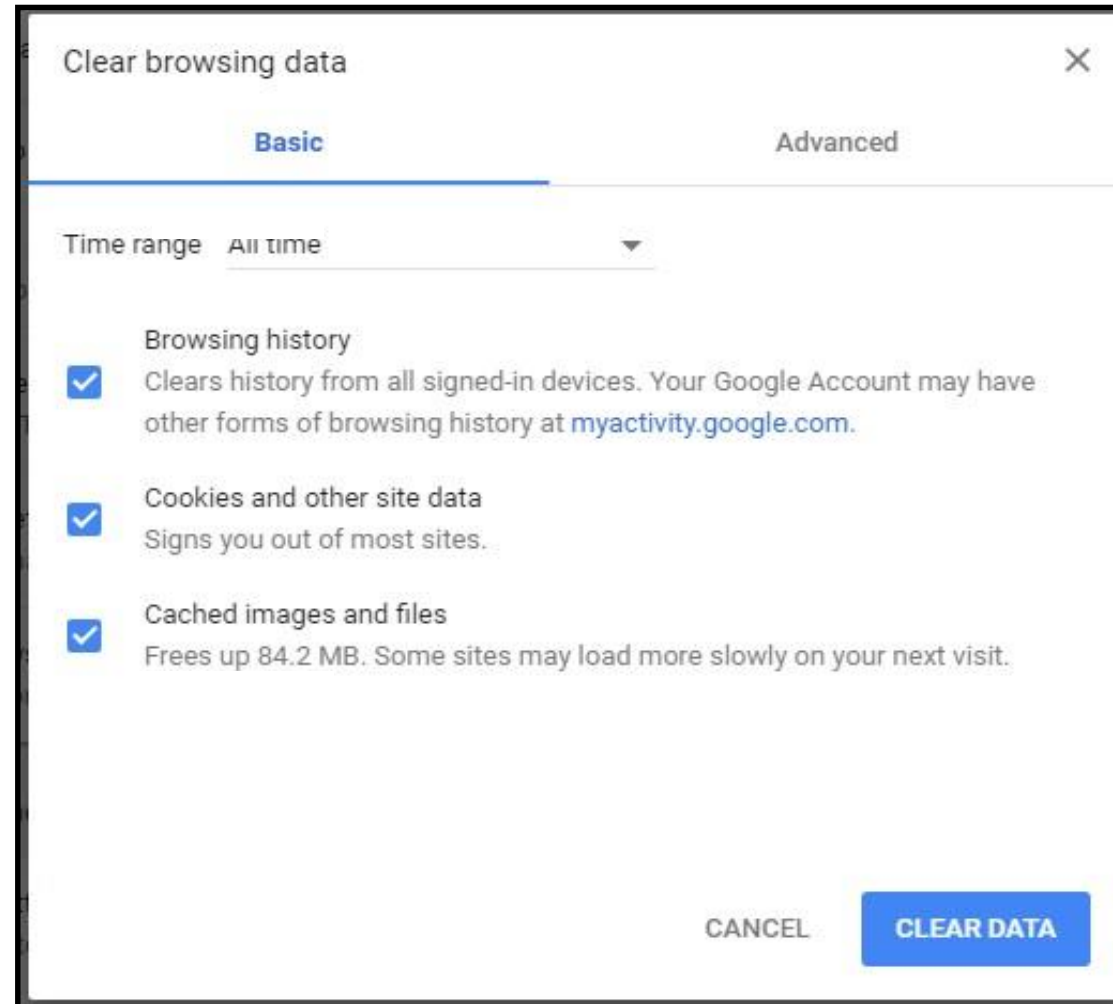 Clear browsing data
Basic
Advanced
Time range All time
Browsing history
Clears history from all signed-in devices. Your Google Account may have
other forms of browsing history at myactivity.google.com.
Cookies and other site data
Signs you out of most sites.
Cached images and files
Frees up 84.2 MB. Some sites may load more slowly on your next visit.
CANCEL
CLEAR DATA